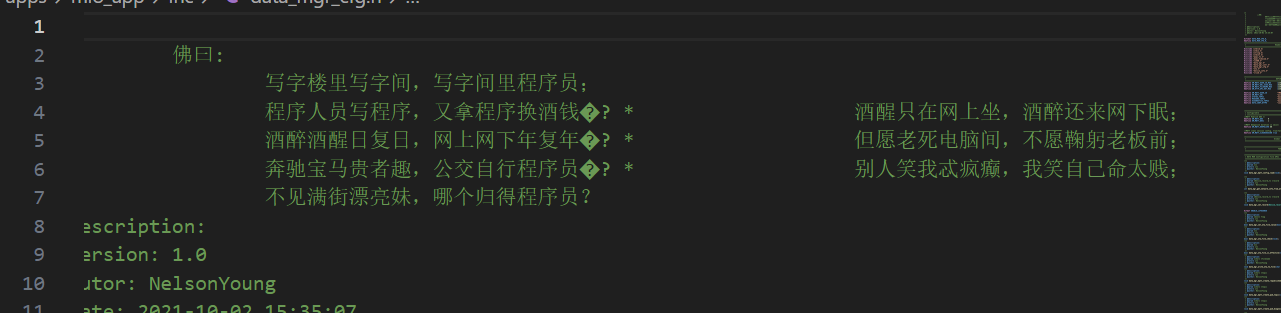 apps > mio_app > inc > C data_mgr_cfg.h > ...
1
2 佛曰:
3 写字楼里写字间，写字间里程序员；
4 程序人员写程序，又拿程序换酒钱�? * 酒醒只在网上坐，酒醉还来网下眠；
5 酒醉酒醒日复日，网上网下年复年�? * 但愿老死电脑间，不愿鞠躬老板前；
6 奔驰宝马贵者趣，公交自行程序员�? * 别人笑我忒疯癫，我笑自己命太贱；
7 不见满街漂亮妹，哪个归得程序员？
8 escription:
9 ersion: 1.0
10 utor: NelsonYoung
11 ate: 2021-10-02 15:35:07